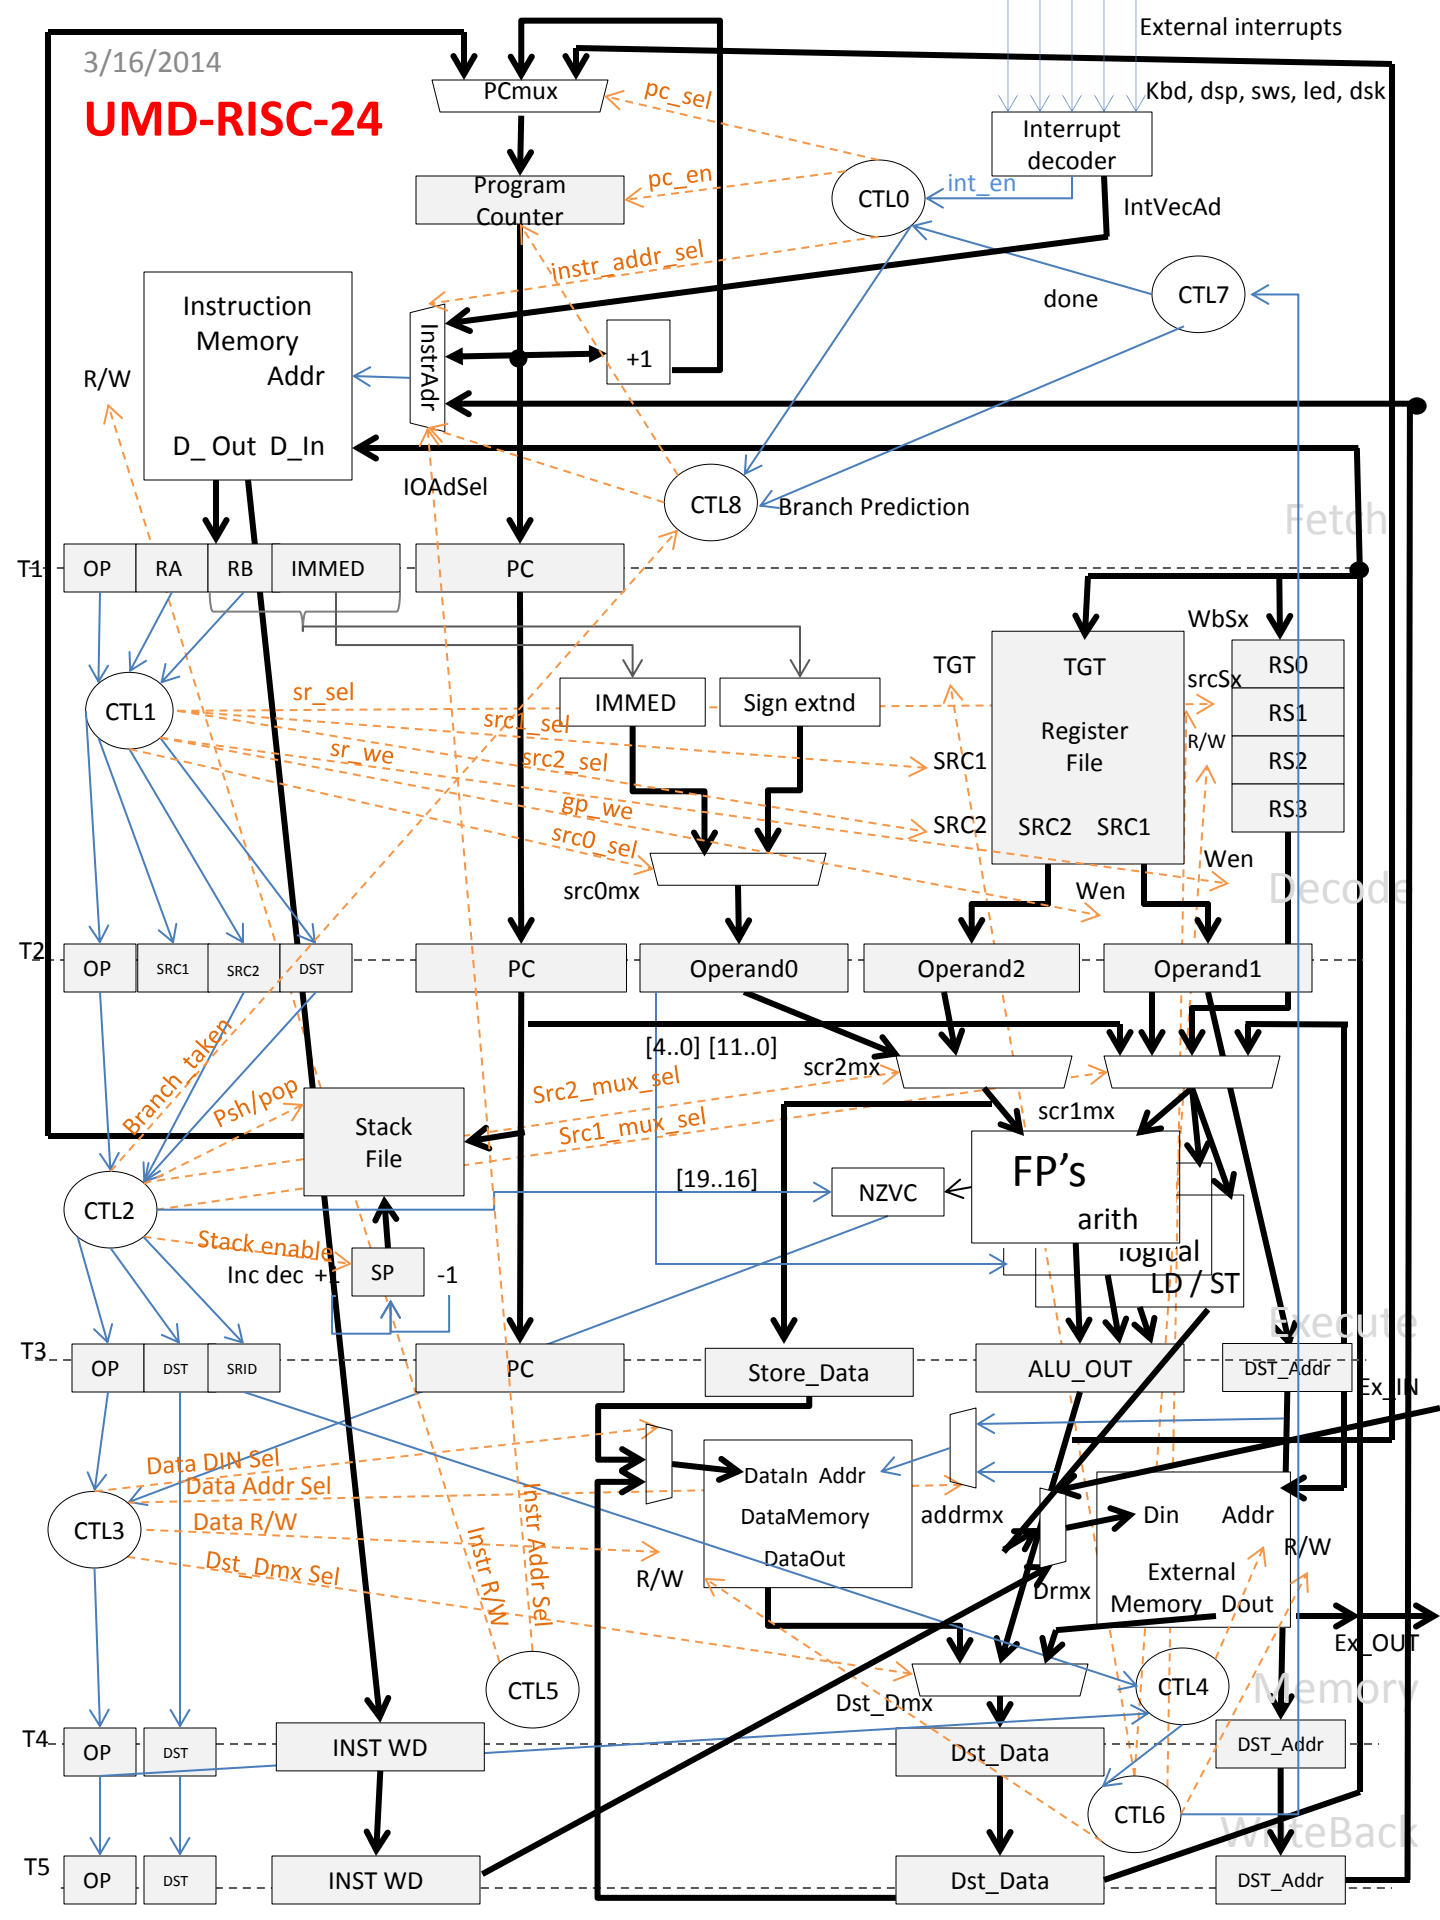 External interrupts
3/16/2014
UMD-RISC-24
PCmux
pc_sel
Kbd, dsp, sws, led, dsk
Interrupt
decoder
Program
Counter
pc_en
CTL0
int_en
IntVecAd
instr_addr_sel
Instruction
Memory
Addr
D_ Out D_In
R/W
InstrAdr
+1
done
CTL7
IOAdSel
CTL8
Branch Prediction
Fetch
T1
OP
RA
RB
IMMED
PC
WbSx
TGT
TGT
RS0
srcSx
RS1
R/W
RS2
RS3
CTL1
sr_sel
IMMED
Sign extnd
src1_sel
sr_we
src2_sel
SRC1
Register
File
gp_we
src0_sel
SRC2
SRC2
SRC1
Wen
src0mx
Wen
Decode
T2
OP
SRC1
SRC2
DST
PC
Operand0
Operand2
Operand1
[4..0] [11..0]
scr2mx
Branch_taken
Psh/pop
Src2_mux_sel
Src1_mux_sel
scr1mx
Stack
File
FP's
arith
logical
LD / ST
[19..16]
NZVC
CTL2
Stack enable
Inc dec +1
SP
-1
Execute
T3
OP
DST
SRID
PC
Store_Data
ALU_OUT
DST_Addr
Ex_IN
Data DIN Sel
Data Addr Sel
DataIn Addr
DataMemory
DataOut
addrmx
Din
Addr
CTL3
Data R/W
Dst_Dmx Sel
Instr R/W
Instr Addr Sel
R/W
R/W
External
Memory
Dout
Drmx
Ex_OUT
CTL5
CTL4
Memory
Dst_Dmx
T4
OP
DST
INST WD
Dst_Data
DST_Addr
CTL6
WriteBack
T5
OP
DST
INST WD
Dst_Data
DST_Addr